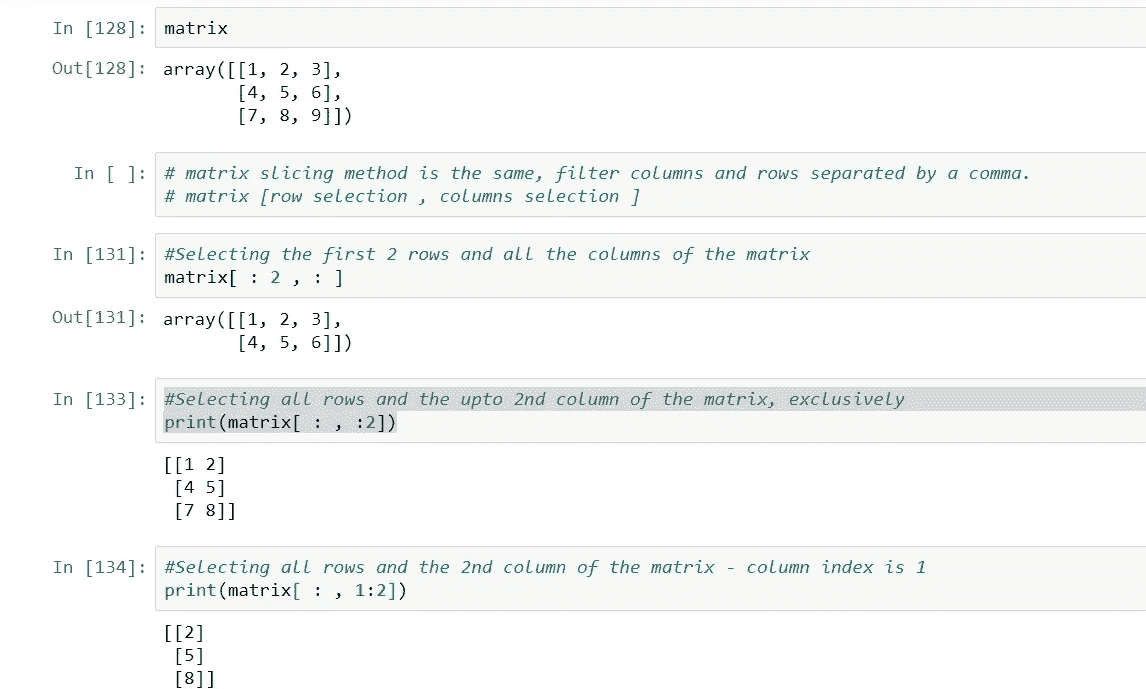 In [128]: matrix
Out[128]: array([[1, 2, 3],
[4, 5, 6],
[7, 8, 9]])
In [ ]: # matrix slicing method is the same, filter columns and rows separated by a comma.
# matrix [row selection , columns selection ]
In [131]: #Selecting the first 2 rows and all the columns of the matrix
matrix[ : 2 , : ]
Out[131]: array([[1, 2, 3],
[4, 5, 6]])
In [133]: #Selecting all rows and the upto 2nd column of the matrix, exclusively
print(matrix[ : , :2])
[[1 2]
[4 5]
[7 8]]
In [134]: #Selecting all rows and the 2nd column of the matrix - column index is 1
print(matrix[ : , 1:2])
[[2]
[5]
[8]]